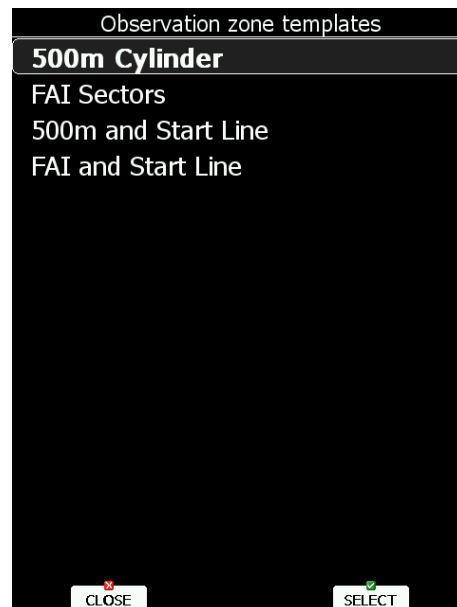 Observation zone templates
500m Cylinder
FAI Sectors
500m and Start Line
FAI and Start Line
CLOSE
SELECT